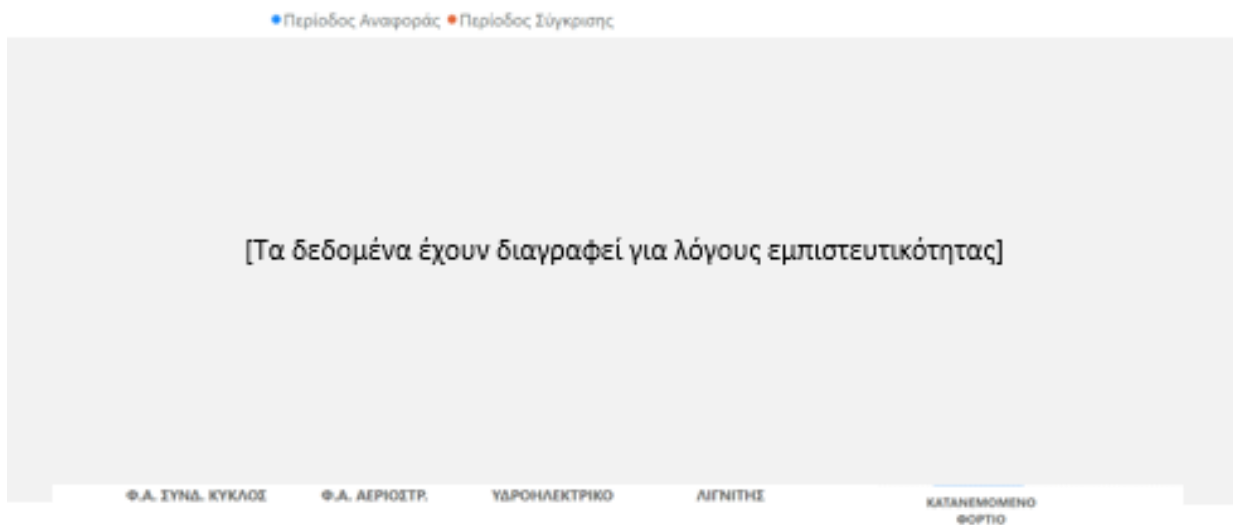 Περίοδος Αναφοράς Περίοδος Σύγκρισης
[Τα δεδομένα έχουν διαγραφεί για λόγους εμπιστευτικότητας]
Φ.Α. ΣΥΝΔ. ΚΥΚΛΟΣ Φ.Α. ΑΕΡΙΟΣΤΡ. ΥΔΡΟΗΛΕΚΤΡΙΚΟ ΛΙΓΝΙΤΗΣ ΚΑΤΑΝΕΜΟΜΕΝΟ
ΦΟΡΤΙΟ